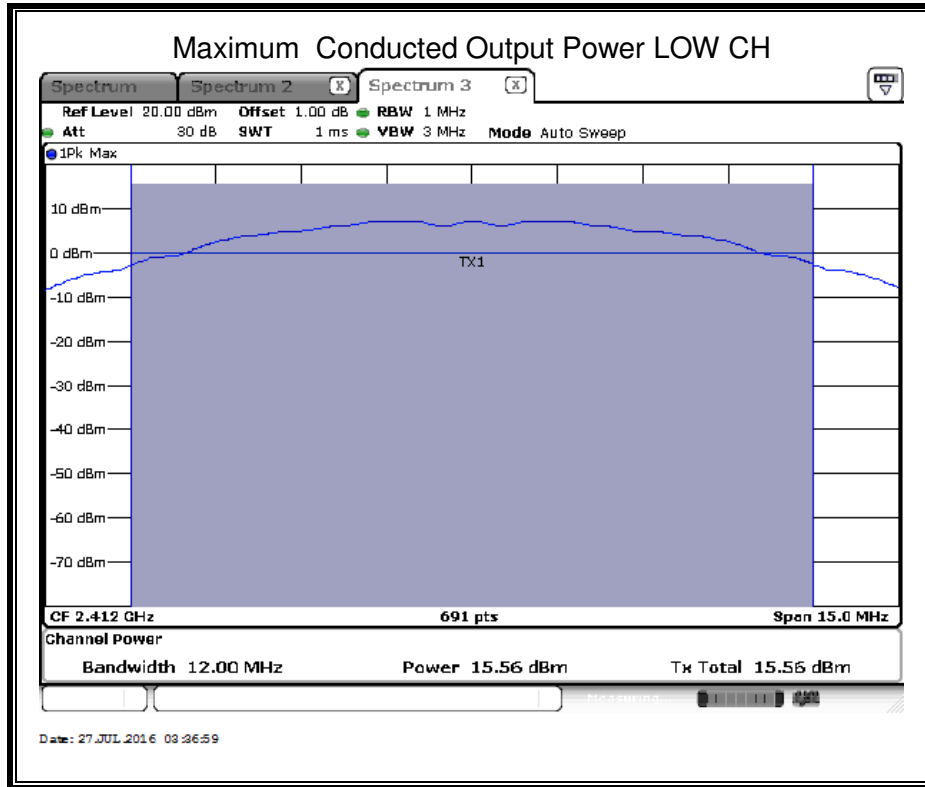 Maximum Conducted Output Power LOW CH
Spectrum Spectrum 2 X Spectrum 3 X
Ref Level 20.00 dBm Offset 1.00 dB RBW 1 MHz
Att 30 dB SWT 1 ms VBW 3 MHz Mode Auto Sweep
1Pk Max
10 dBm
0 dBm
TX1
-10 dBm
-20 dBm
-30 dBm
-40 dBm
-50 dBm
-60 dBm
-70 dBm
CF 2.412 GHz 691 pts Span 15.0 MHz
Channel Power
Bandwidth 12.00 MHz Power 15.56 dBm Tx Total 15.56 dBm
Measuring...
Date: 27.JUL.2016 03:36:59